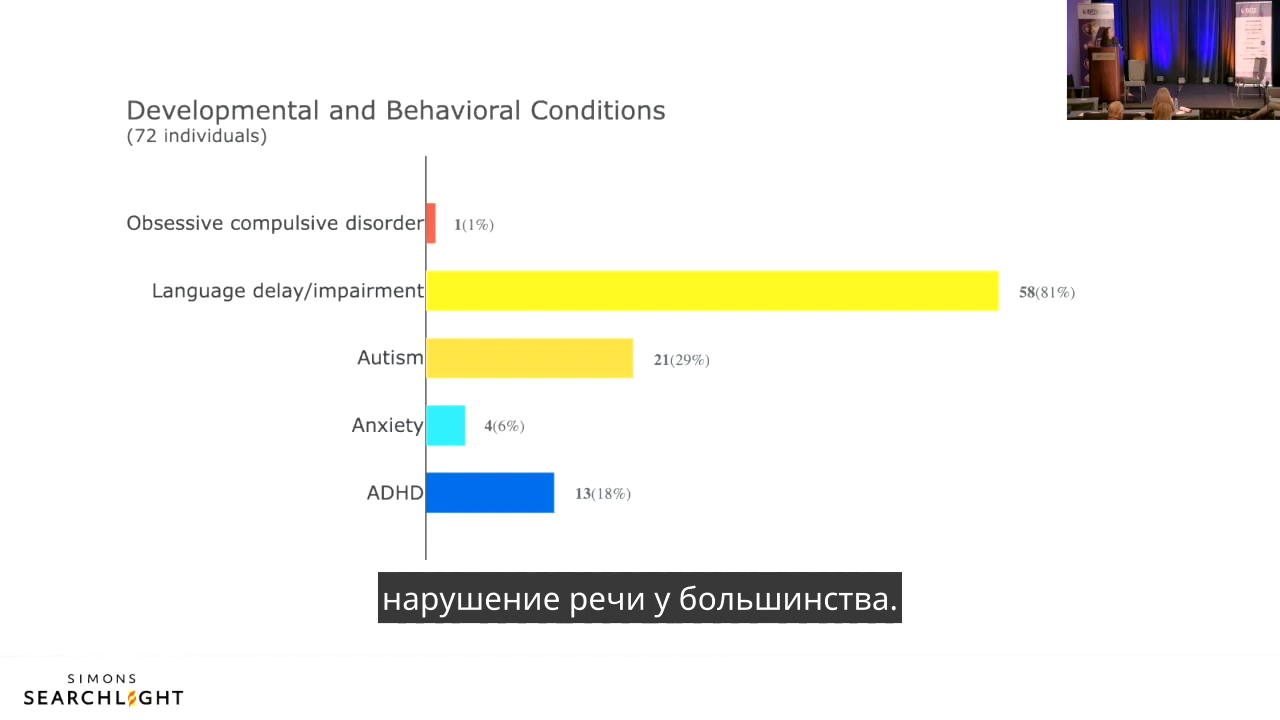 Developmental and Behavioral Conditions
(72 individuals)
Obsessive compulsive disorder 1(1%)
Language delay/impairment 58(81%)
Autism 21(29%)
Anxiety 4(6%)
ADHD 13(18%)
нарушение речи у большинства.
SIMONS
SEARCHLIGHT